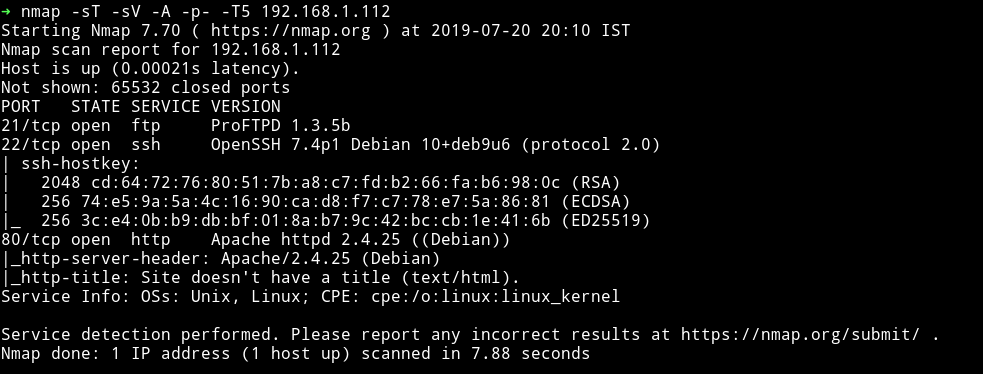 ➜ nmap -sT -sV -A -p- -T5 192.168.1.112
Starting Nmap 7.70 ( https://nmap.org ) at 2019-07-20 20:10 IST
Nmap scan report for 192.168.1.112
Host is up (0.00021s latency).
Not shown: 65532 closed ports
PORT   STATE SERVICE VERSION
21/tcp open  ftp     ProFTPD 1.3.5b
22/tcp open  ssh     OpenSSH 7.4p1 Debian 10+deb9u6 (protocol 2.0)
| ssh-hostkey:
|   2048 cd:64:72:76:80:51:7b:a8:c7:fd:b2:66:fa:b6:98:0c (RSA)
|   256 74:e5:9a:5a:4c:16:90:ca:d8:f7:c7:78:e7:5a:86:81 (ECDSA)
|_  256 3c:e4:0b:b9:db:bf:01:8a:b7:9c:42:bc:cb:1e:41:6b (ED25519)
80/tcp open  http    Apache httpd 2.4.25 ((Debian))
|_http-server-header: Apache/2.4.25 (Debian)
|_http-title: Site doesn't have a title (text/html).
Service Info: OSs: Unix, Linux; CPE: cpe:/o:linux:linux_kernel

Service detection performed. Please report any incorrect results at https://nmap.org/submit/ .
Nmap done: 1 IP address (1 host up) scanned in 7.88 seconds